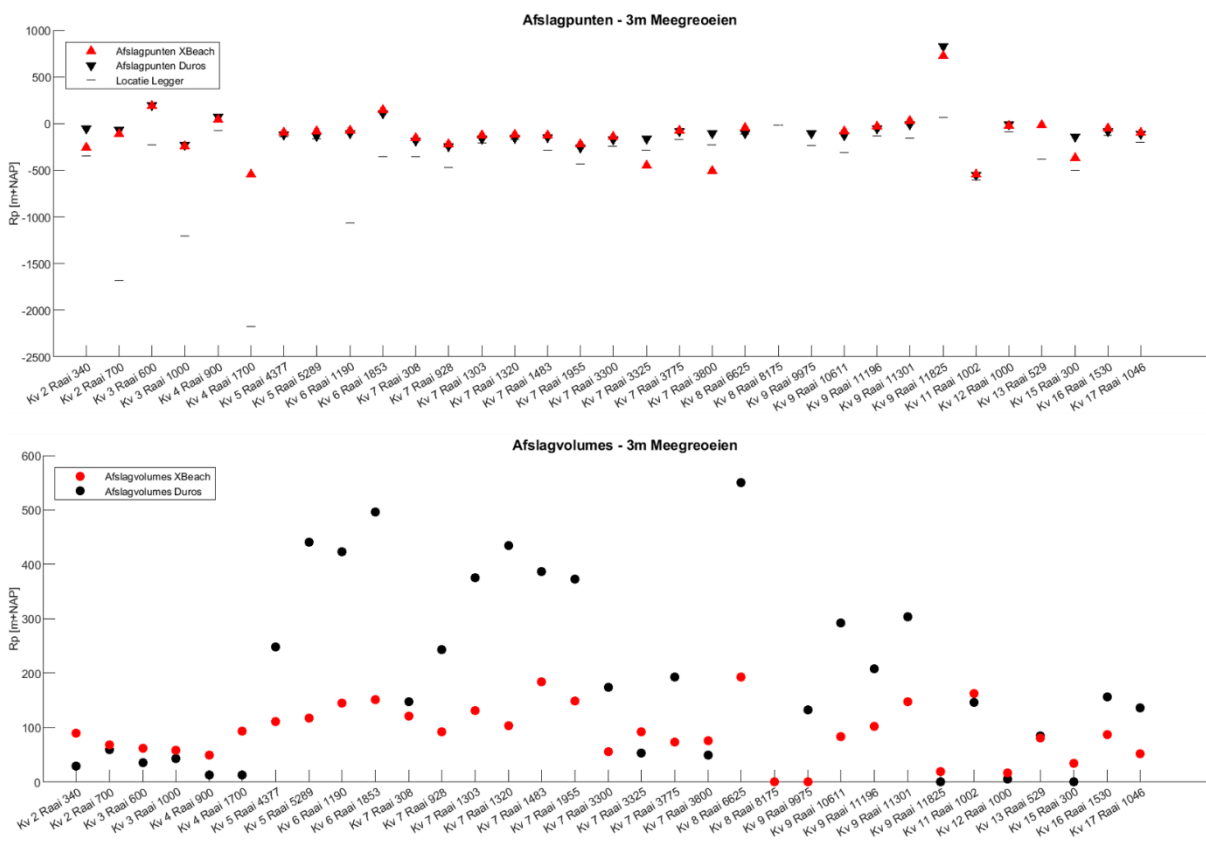 Afslagpunten - 3m Meegreoeien
Afslagpunten XBeach
Afslagpunten Duros
Locatie Legger
Rp [m+NAP]
1000
500
0
-500
-1000
-1500
-2000
-2500
Kv 2 Raai 340
Kv 2 Raai 700
Kv 3 Raai 600
Kv 3 Raai 1000
Kv 4 Raai 900
Kv 4 Raai 1700
Kv 5 Raai 4377
Kv 5 Raai 5289
Kv 6 Raai 1190
Kv 6 Raai 1853
Kv 7 Raai 308
Kv 7 Raai 928
Kv 7 Raai 1303
Kv 7 Raai 1320
Kv 7 Raai 1483
Kv 7 Raai 1955
Kv 7 Raai 3300
Kv 7 Raai 3325
Kv 7 Raai 3775
Kv 7 Raai 3800
Kv 8 Raai 6625
Kv 8 Raai 8175
Kv 9 Raai 9975
Kv 9 Raai 10611
Kv 9 Raai 11196
Kv 9 Raai 11301
Kv 9 Raai 11825
Kv 11 Raai 1002
Kv 12 Raai 1000
Kv 13 Raai 529
Kv 15 Raai 300
Kv 16 Raai 1530
Kv 17 Raai 1046
Afslagvolumes - 3m Meegreoeien
Afslagvolumes XBeach
Afslagvolumes Duros
Rp [m+NAP]
600
500
400
300
200
100
0
Kv 2 Raai 340
Kv 2 Raai 700
Kv 3 Raai 600
Kv 3 Raai 1000
Kv 4 Raai 900
Kv 4 Raai 1700
Kv 5 Raai 4377
Kv 5 Raai 5289
Kv 6 Raai 1190
Kv 6 Raai 1853
Kv 7 Raai 308
Kv 7 Raai 928
Kv 7 Raai 1303
Kv 7 Raai 1320
Kv 7 Raai 1483
Kv 7 Raai 1955
Kv 7 Raai 3300
Kv 7 Raai 3325
Kv 7 Raai 3775
Kv 7 Raai 3800
Kv 8 Raai 6625
Kv 8 Raai 8175
Kv 9 Raai 9975
Kv 9 Raai 10611
Kv 9 Raai 11196
Kv 9 Raai 11301
Kv 9 Raai 11825
Kv 11 Raai 1002
Kv 12 Raai 1000
Kv 13 Raai 529
Kv 15 Raai 300
Kv 16 Raai 1530
Kv 17 Raai 1046